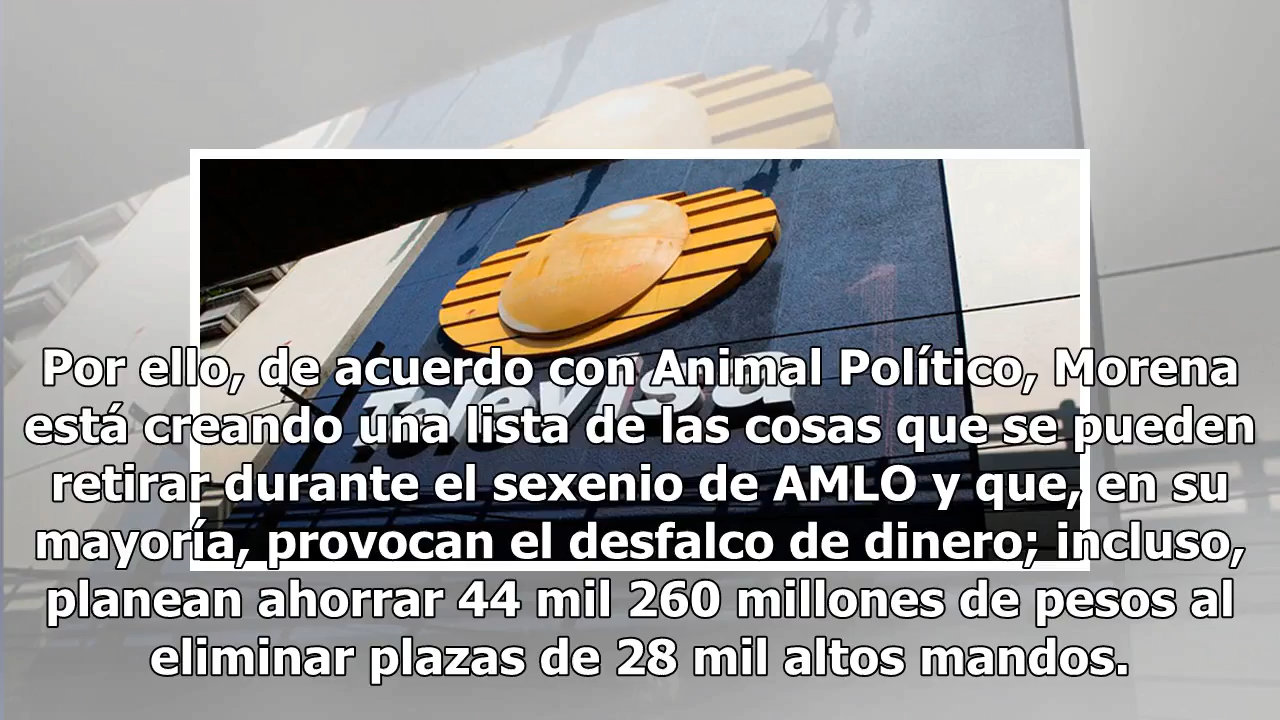 Televisa
Por ello, de acuerdo con Animal Político, Morena
está creando una lista de las cosas que se pueden
retirar durante el sexenio de AMLO y que, en su
mayoría, provocan el desfalco de dinero; incluso,
planean ahorrar 44 mil 260 millones de pesos al
eliminar plazas de 28 mil altos mandos.